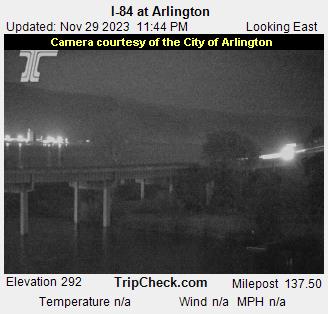 I-84 at Arlington
Updated: Nov 29 2023 11:44 PM Looking East
Camera courtesy of the City of Arlington
Elevation 292 TripCheck.com Milepost 137.50
Temperature n/a Wind n/a MPH n/a